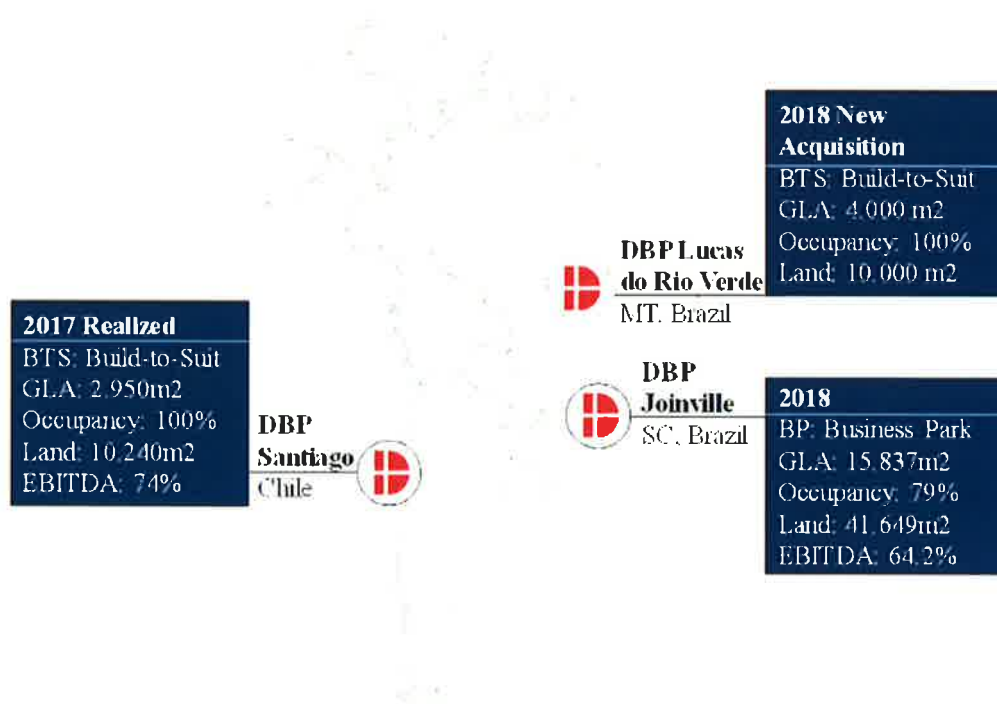 2018 New
Acquisition
BTS: Build-to-Suit
GLA: 4.000 m2
Occupancy: 100%
Land: 10.000 m2
DBP Lucas
do Rio Verde
MT, Brazil
2017 Realized
BTS: Build-to-Suit
GLA: 2.950m2
Occupancy: 100%
Land: 10.240m2
EBITDA: 74%
DBP
Santiago
Chile
DBP
Joinville
SC, Brazil
2018
BP: Business Park
GLA: 15.837m2
Occupancy: 79%
Land: 41.649m2
EBITDA: 64.2%